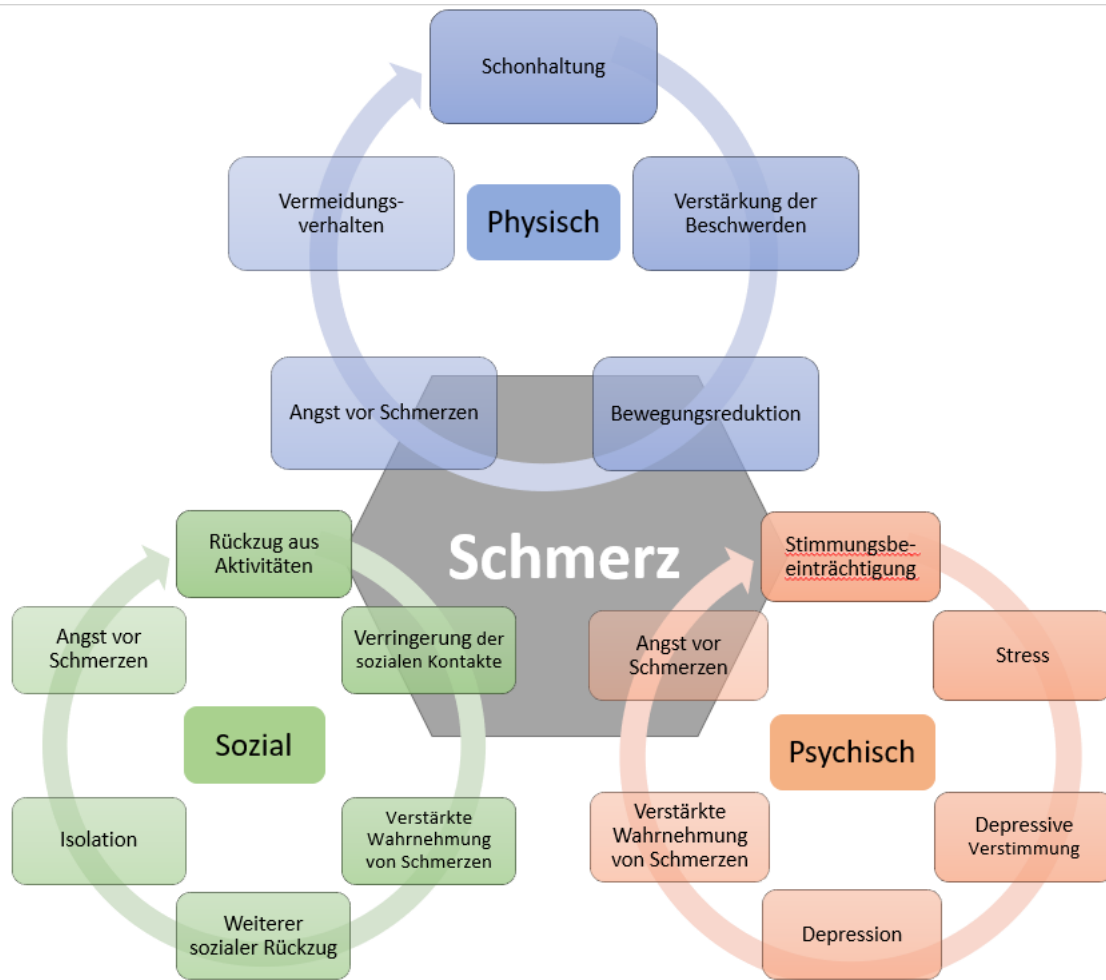 Schonhaltung
Vermeidungs-
verhalten
Physisch
Verstärkung der
Beschwerden
Angst vor Schmerzen
Bewegungsreduktion
Schmerz
Rückzug aus
Aktivitäten
Angst vor
Schmerzen
Verringerung der
sozialen Kontakte
Sozial
Isolation
Verstärkte
Wahrnehmung
von Schmerzen
Weiterer
sozialer Rückzug
Stimmungsbe-
einträchtigung
Angst vor
Schmerzen
Stress
Psychisch
Verstärkte
Wahrnehmung
von Schmerzen
Depressive
Verstimmung
Depression